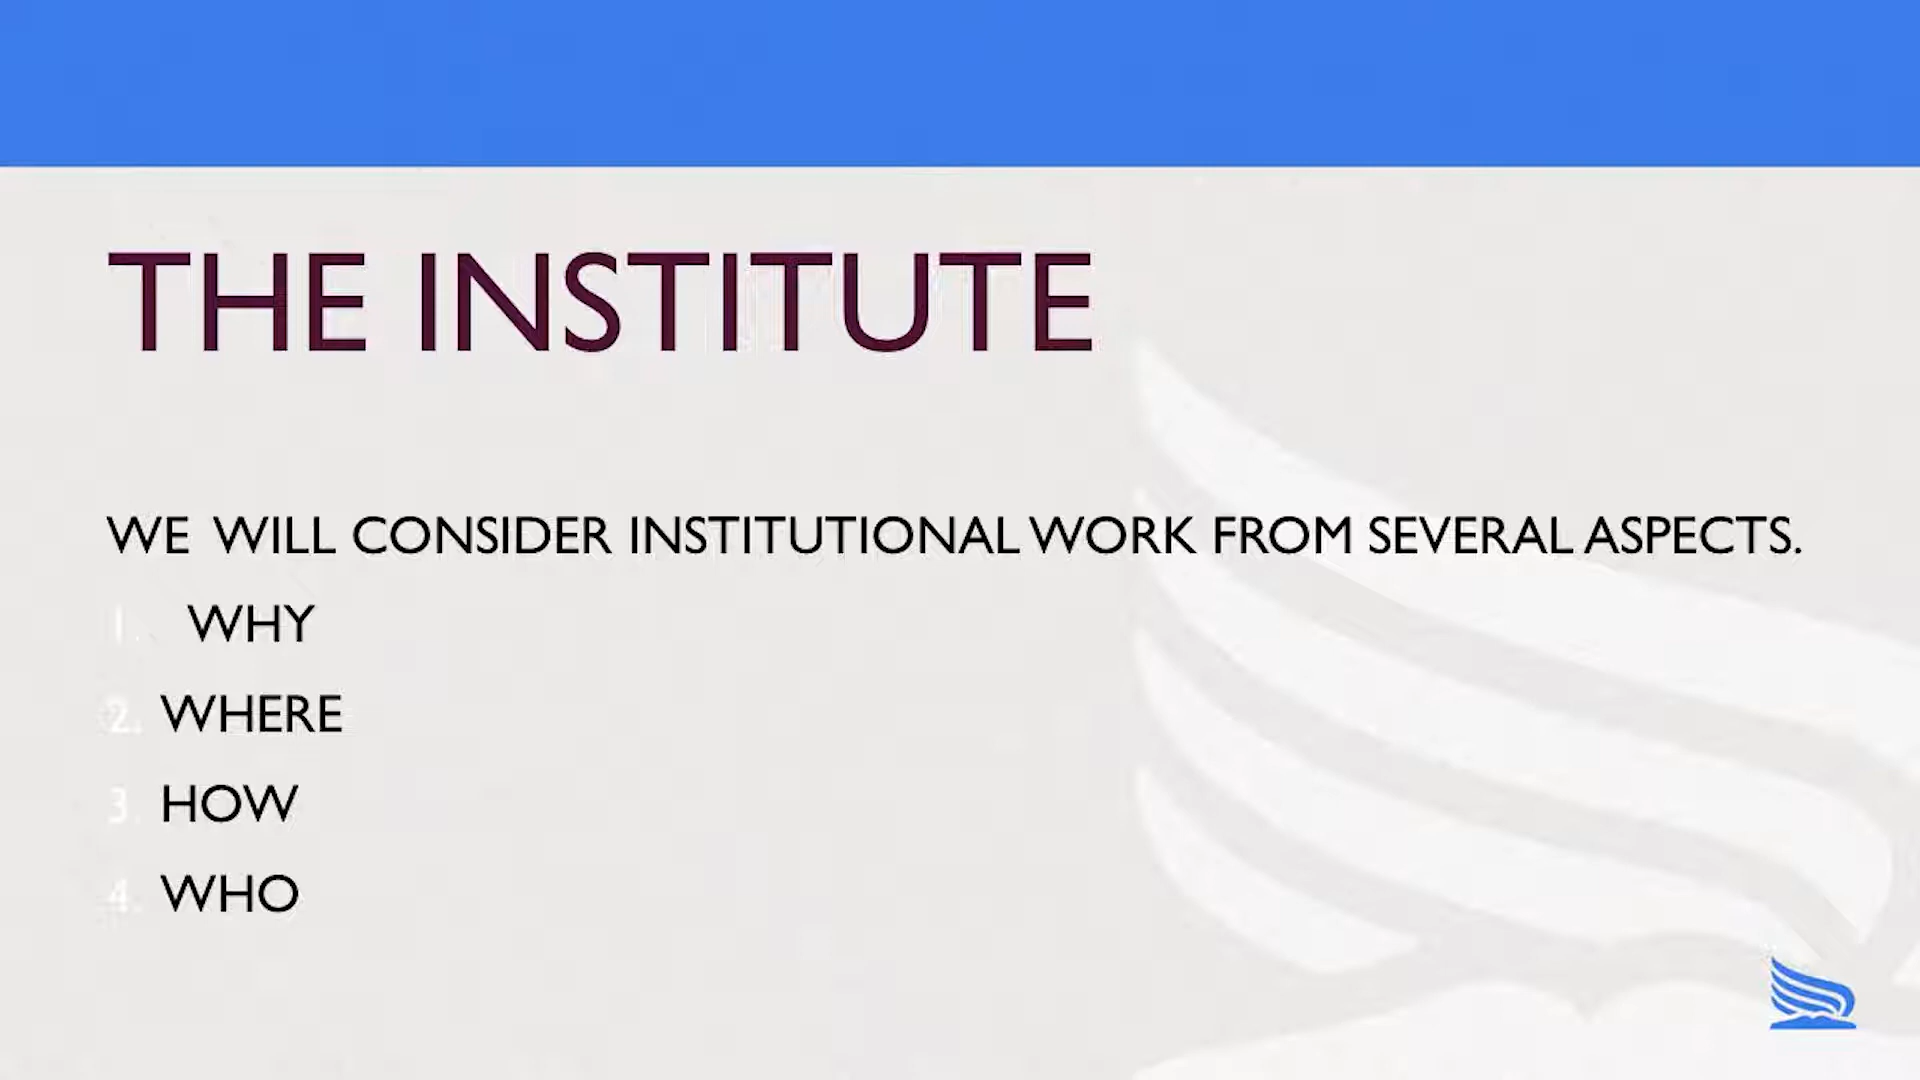 THE INSTITUTE
WE WILL CONSIDER INSTITUTIONAL WORK FROM SEVERAL ASPECTS.
1. WHY
2. WHERE
3. HOW
4. WHO